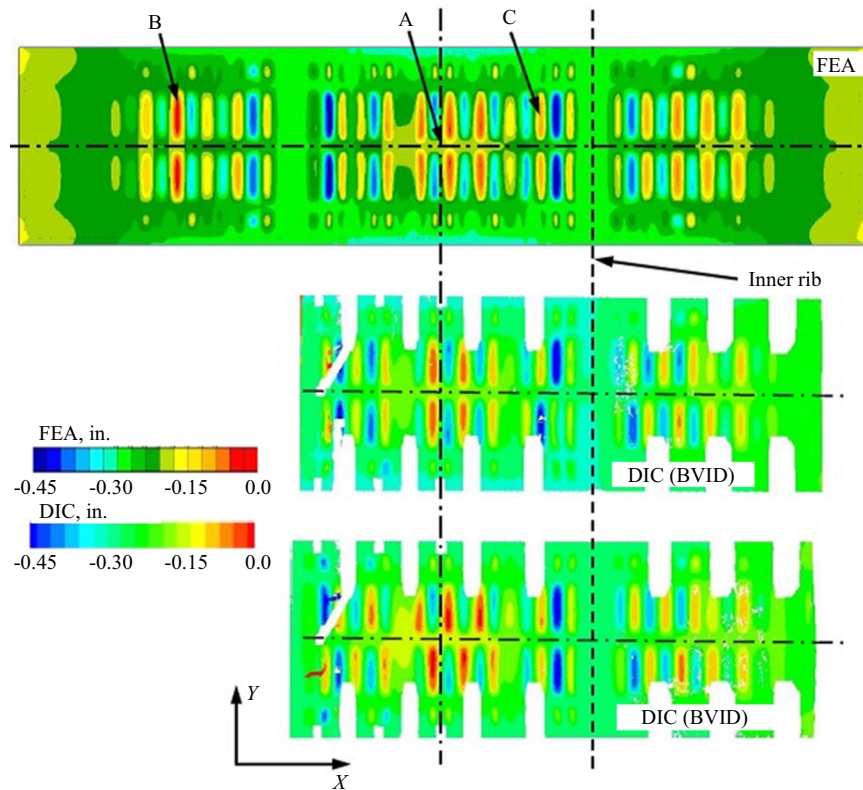 B
A
C
FEA
Inner rib
FEA, in.
-0.45 -0.30 -0.15 0.0
DIC, in.
-0.45 -0.30 -0.15 0.0
DIC (BVID)
DIC (BVID)
Y
X